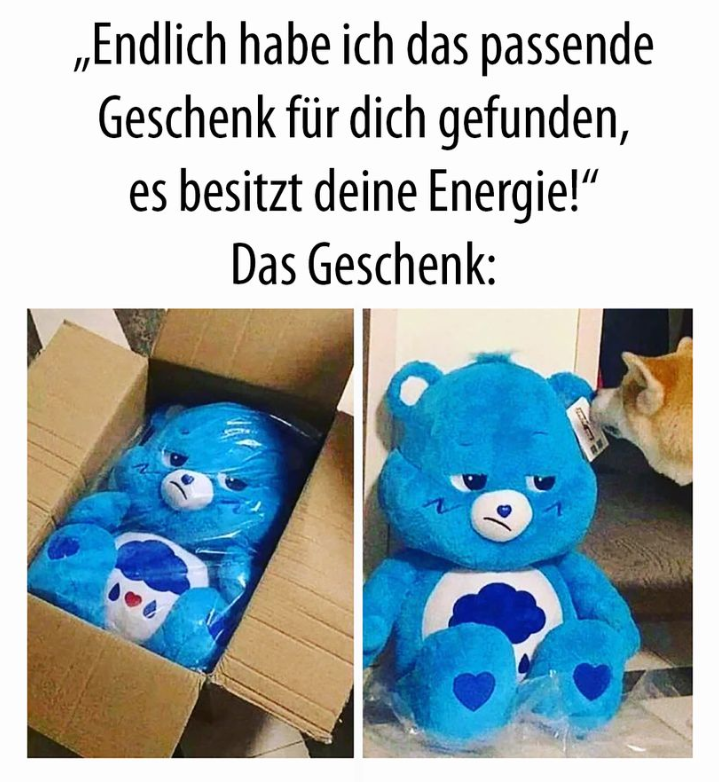 „Endlich habe ich das passende
Geschenk für dich gefunden,
es besitzt deine Energie!“
Das Geschenk: